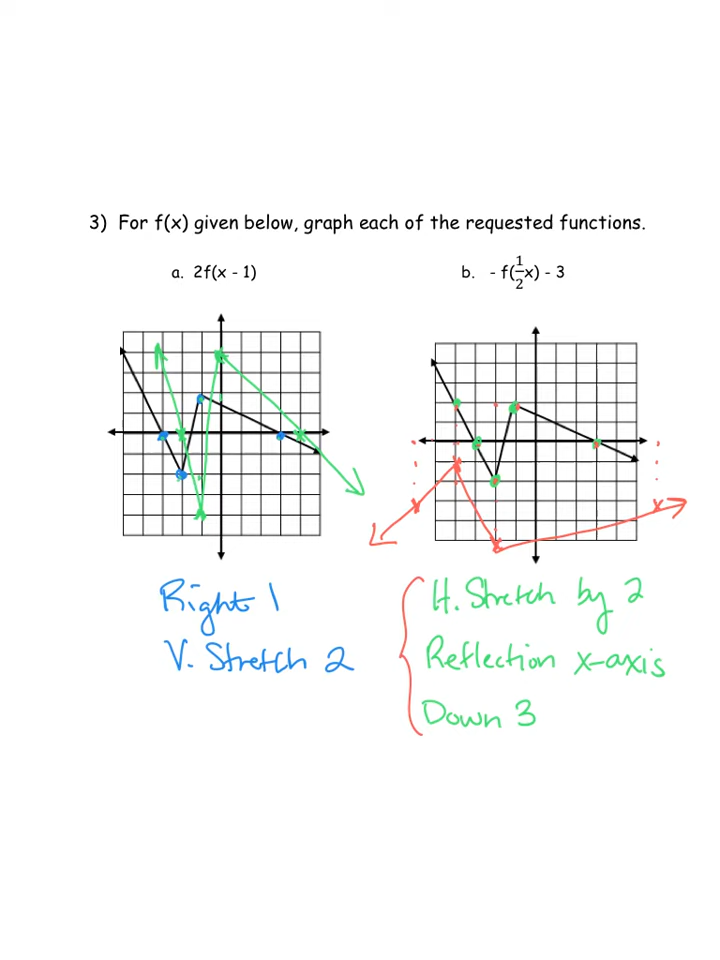 3) For f(x) given below, graph each of the requested functions.
a. 2f(x - 1)
b. - f(1/2x) - 3
Right 1
V. Stretch 2
H. Stretch by 2
Reflection x-axis
Down 3